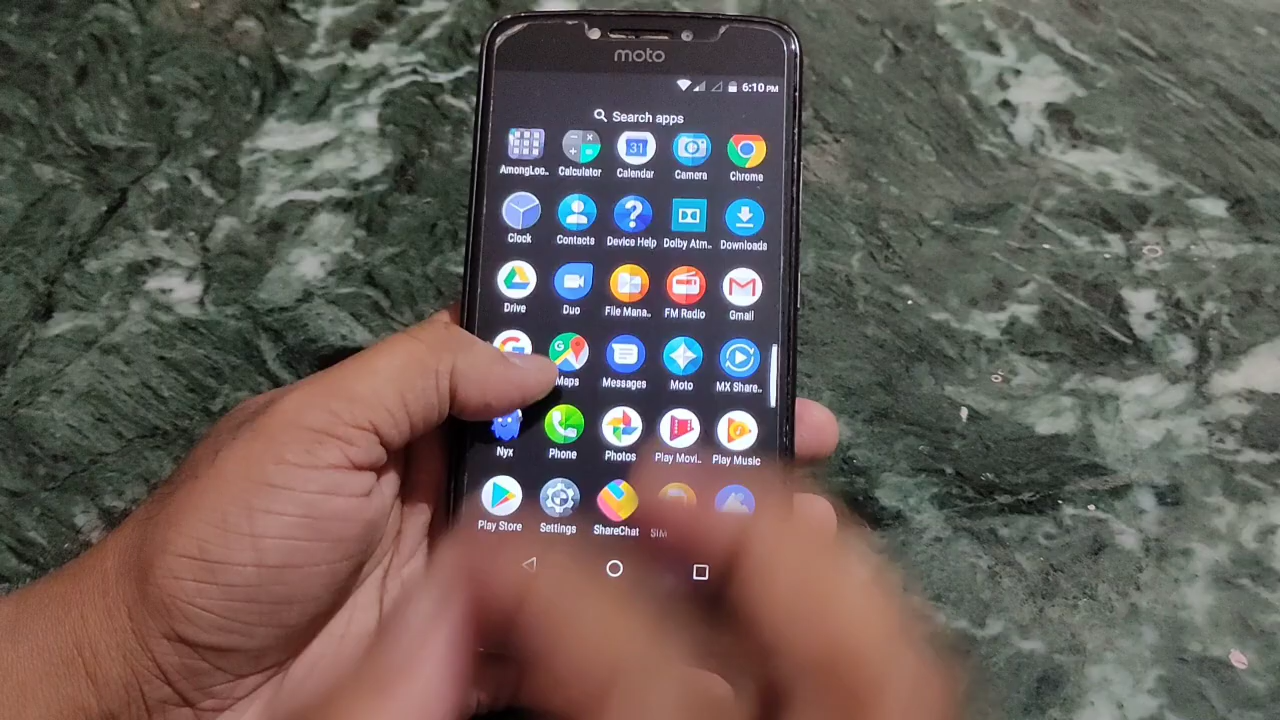 moto
6:10 PM
Search apps
AmongLoc.. Calculator Calendar Camera Chrome
31
Clock Contacts Device Help Dolby Atm.. Downloads
Drive Duo File Mana.. FM Radio Gmail
Maps Messages Moto MX Share..
Nyx Phone Photos Play Movi.. Play Music
Play Store Settings ShareChat SIM